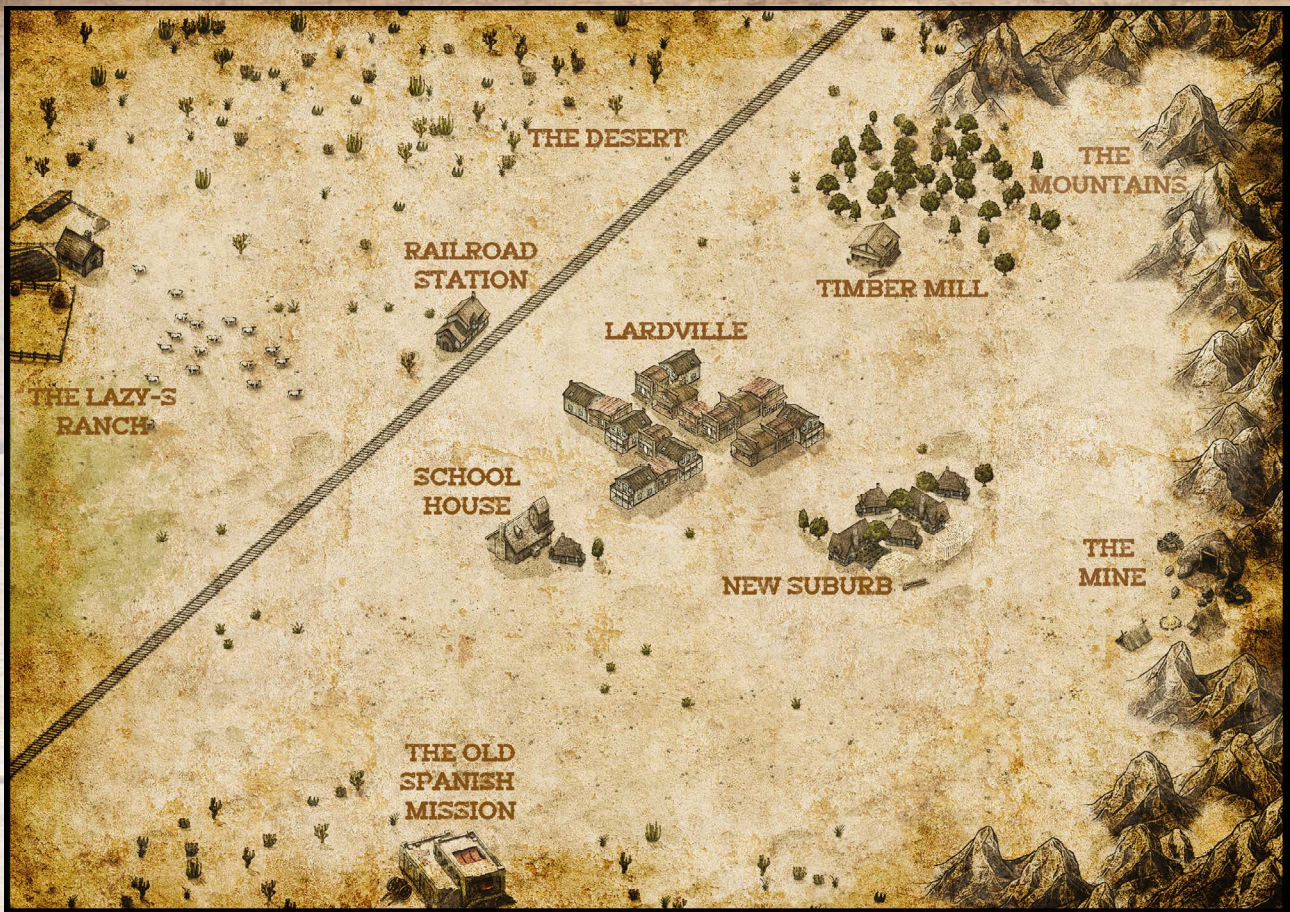 THE DESERT
THE
MOUNTAINS
RAILROAD
STATION
TIMBER MILL
LARDVILLE
THE LAZY-S
RANCH
SCHOOL
HOUSE
THE
MINE
NEW SUBURB
THE OLD
SPANISH
MISSION